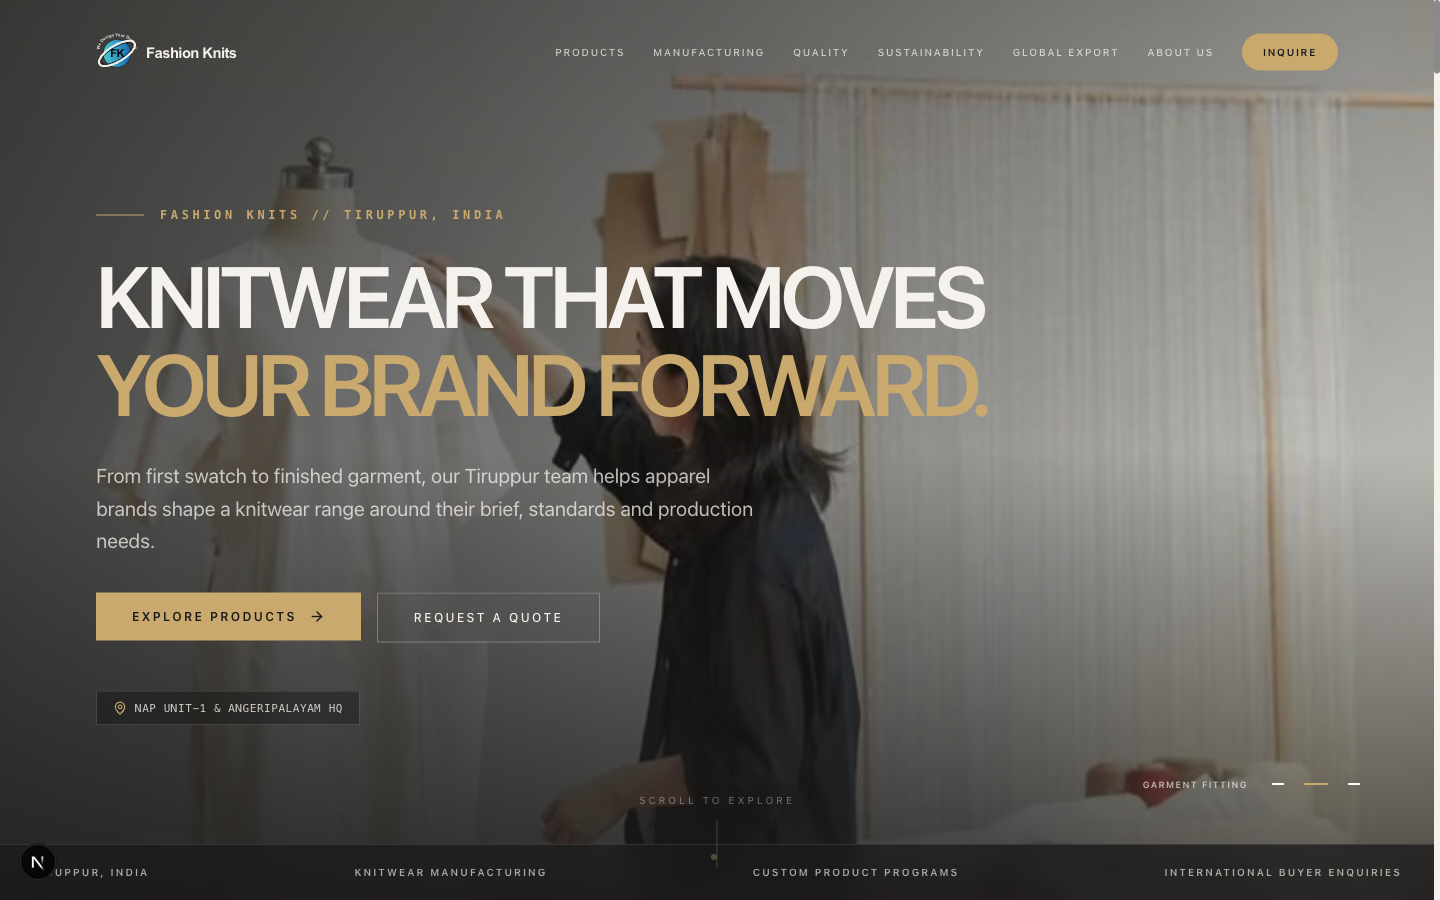 FK
Fashion Knits
PRODUCTS
MANUFACTURING
QUALITY
SUSTAINABILITY
GLOBAL EXPORT
ABOUT US
INQUIRE
FASHION KNITS // TIRUPPUR, INDIA
KNITWEAR THAT MOVES
YOUR BRAND FORWARD.
From first swatch to finished garment, our Tiruppur team helps apparel
brands shape a knitwear range around their brief, standards and production
needs.
EXPLORE PRODUCTS
REQUEST A QUOTE
NAP UNIT–1 & ANGERIPALAYAM HQ
GARMENT FITTING
SCROLL TO EXPLORE
N
UPPUR, INDIA
KNITWEAR MANUFACTURING
CUSTOM PRODUCT PROGRAMS
INTERNATIONAL BUYER ENQUIRIES